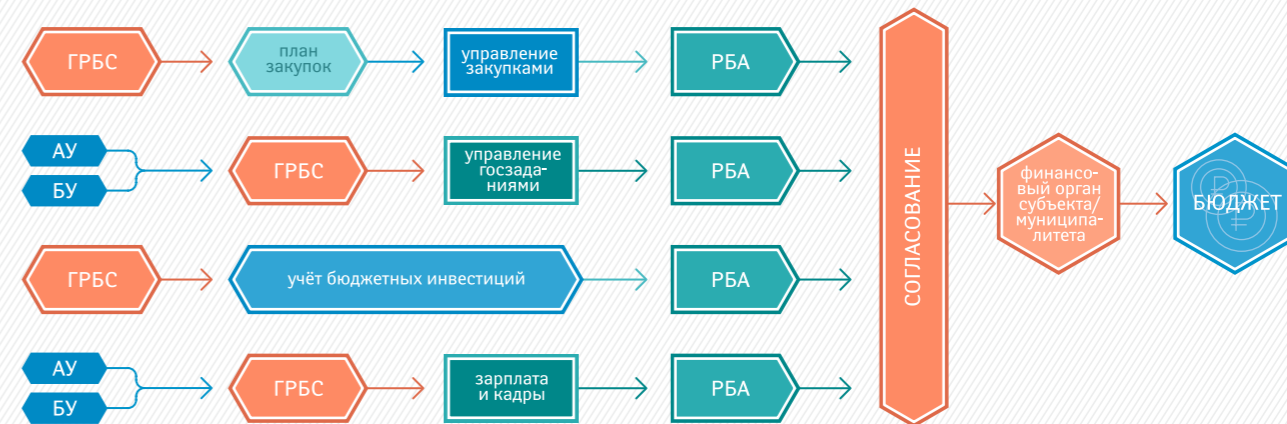 ГРБС
план
закупок
управление
закупками
РБА
АУ
БУ
ГРБС
управление
госзада-
ниями
РБА
ГРБС
учёт бюджетных инвестиций
РБА
АУ
БУ
ГРБС
зарплата
и кадры
РБА
СОГЛАСОВАНИЕ
финансо-
вый орган
субъекта/
муниципа-
литета
БЮДЖЕТ